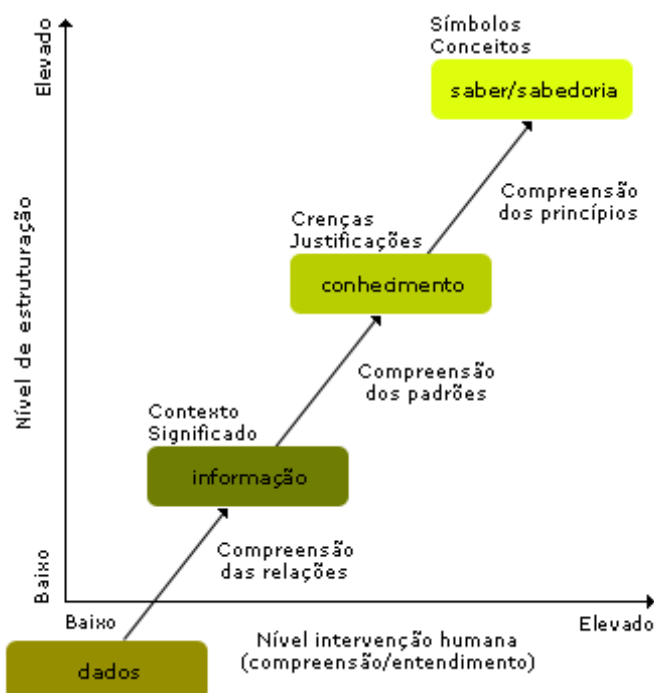 Símbolos
Conceitos
Elevado
saber/sabedoria
Compreensão
dos princípios
Nível de estruturação
Crenças
Justificações
conhecimento
Compreensão
dos padrões
Contexto
Significado
informação
Compreensão
das relações
Baixo
Baixo
Elevado
Nível intervenção humana
(compreensão/entendimento)
dados